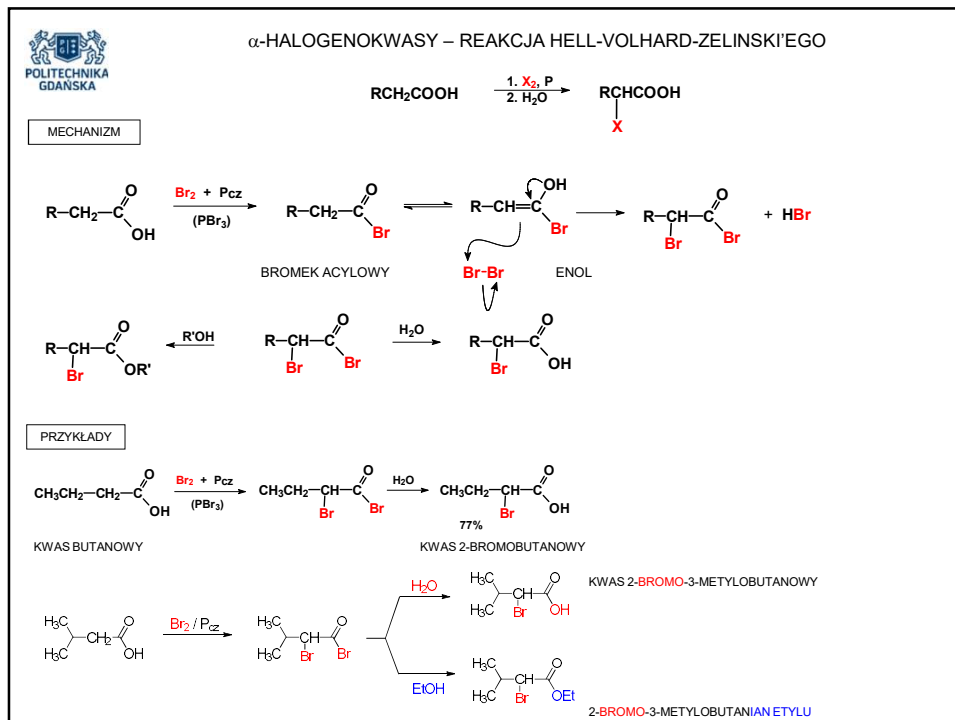 α-HALOGENOKWASY – REAKCJA HELL-VOLHARD-ZELINSKI'EGO
POLITECHNIKA
GDAŃSKA
RCH₂COOH
1. X₂, P
2. H₂O
RCHCOOH
X
MECHANIZM
R–CH₂–C
O
OH
Br₂ + Pcz
(PBr₃)
R–CH₂–C
O
Br
R–CH=C
OH
Br
R–CH–C
O
Br
Br
+ HBr
BROMEK ACYLOWY
Br-Br
ENOL
R–CH–C
O
Br
OR'
R'OH
R–CH–C
O
Br
Br
H₂O
R–CH–C
O
Br
OH
PRZYKŁADY
CH₃CH₂–CH₂–C
O
OH
Br₂ + Pcz
(PBr₃)
CH₃CH₂–CH–C
O
Br
Br
H₂O
CH₃CH₂–CH–C
O
Br
OH
77%
KWAS BUTANOWY
KWAS 2-BROMOBUTANOWY
H₃C
H₃C
CH₂
O
OH
Br₂ / Pcz
H₃C
H₃C
CH
O
Br
Br
H₂O
H₃C
H₃C
CH
O
Br
OH
KWAS 2-BROMO-3-METYLOBUTANOWY
EtOH
H₃C
H₃C
CH
O
Br
OEt
2-BROMO-3-METYLOBUTANIAN ETYLU